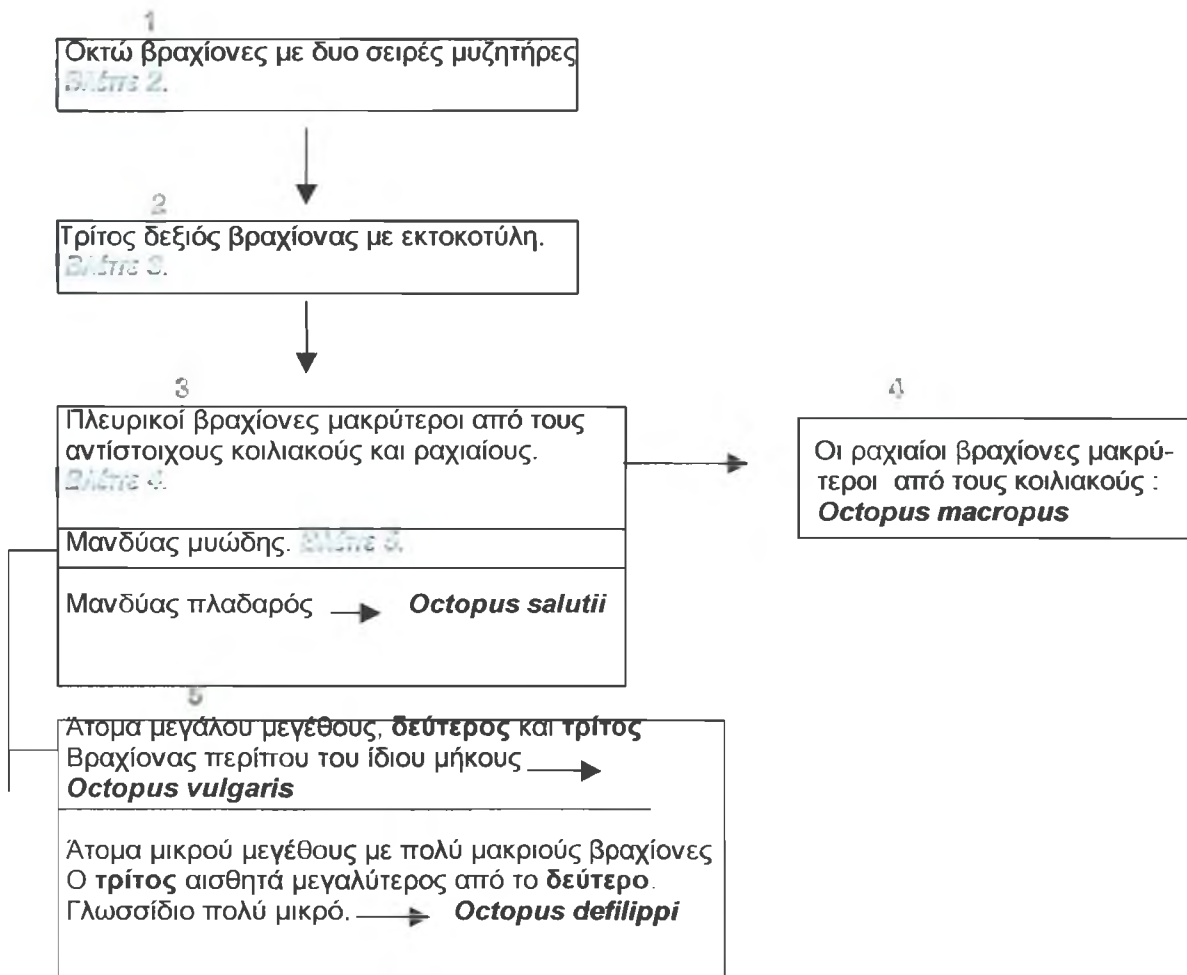 1
Οκτώ βραχίονες με δυο σειρές μυζητήρες
Βλέπε 2.
2
Τρίτος δεξιός βραχίονας με εκτοκοτύλη.
Βλέπε 3.
3
Πλευρικοί βραχίονες μακρύτεροι από τους
αντίστοιχους κοιλιακούς και ραχιαίους.
Βλέπε 4.
Μανδύας μυώδης. Βλέπε 5.
Μανδύας πλαδαρός Octopus salutii
4
Οι ραχιαίοι βραχίονες μακρύ-
τεροι από τους κοιλιακούς :
Octopus macropus
5
Άτομα μεγάλου μεγέθους, δεύτερος και τρίτος
Βραχίονας περίπου του ίδιου μήκους
Octopus vulgaris
Άτομα μικρού μεγέθους με πολύ μακριούς βραχίονες
Ο τρίτος αισθητά μεγαλύτερος από το δεύτερο.
Γλωσσίδιο πολύ μικρό. Octopus defilippi